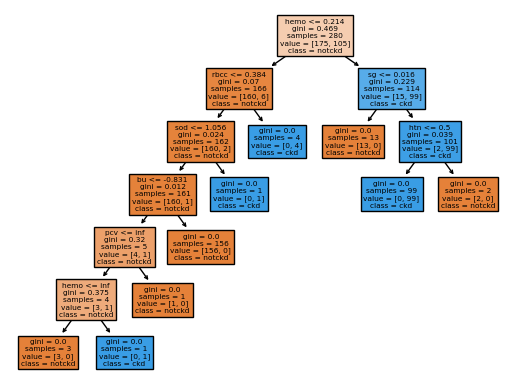 hemo <= 0.214
gini = 0.469
samples = 280
value = [175, 105]
class = notckd
rbcc <= 0.384
gini = 0.07
samples = 166
value = [160, 6]
class = notckd
sg <= 0.016
gini = 0.229
samples = 114
value = [15, 99]
class = ckd
sod <= 1.056
gini = 0.024
samples = 162
value = [160, 2]
class = notckd
gini = 0.0
samples = 4
value = [0, 4]
class = ckd
gini = 0.0
samples = 13
value = [13, 0]
class = notckd
htn <= 0.5
gini = 0.039
samples = 101
value = [2, 99]
class = ckd
bu <= -0.831
gini = 0.012
samples = 161
value = [160, 1]
class = notckd
gini = 0.0
samples = 1
value = [0, 1]
class = ckd
gini = 0.0
samples = 99
value = [0, 99]
class = ckd
gini = 0.0
samples = 2
value = [2, 0]
class = notckd
pcv <= inf
gini = 0.32
samples = 5
value = [4, 1]
class = notckd
gini = 0.0
samples = 156
value = [156, 0]
class = notckd
hemo <= inf
gini = 0.375
samples = 4
value = [3, 1]
class = notckd
gini = 0.0
samples = 1
value = [1, 0]
class = notckd
gini = 0.0
samples = 3
value = [3, 0]
class = notckd
gini = 0.0
samples = 1
value = [0, 1]
class = ckd